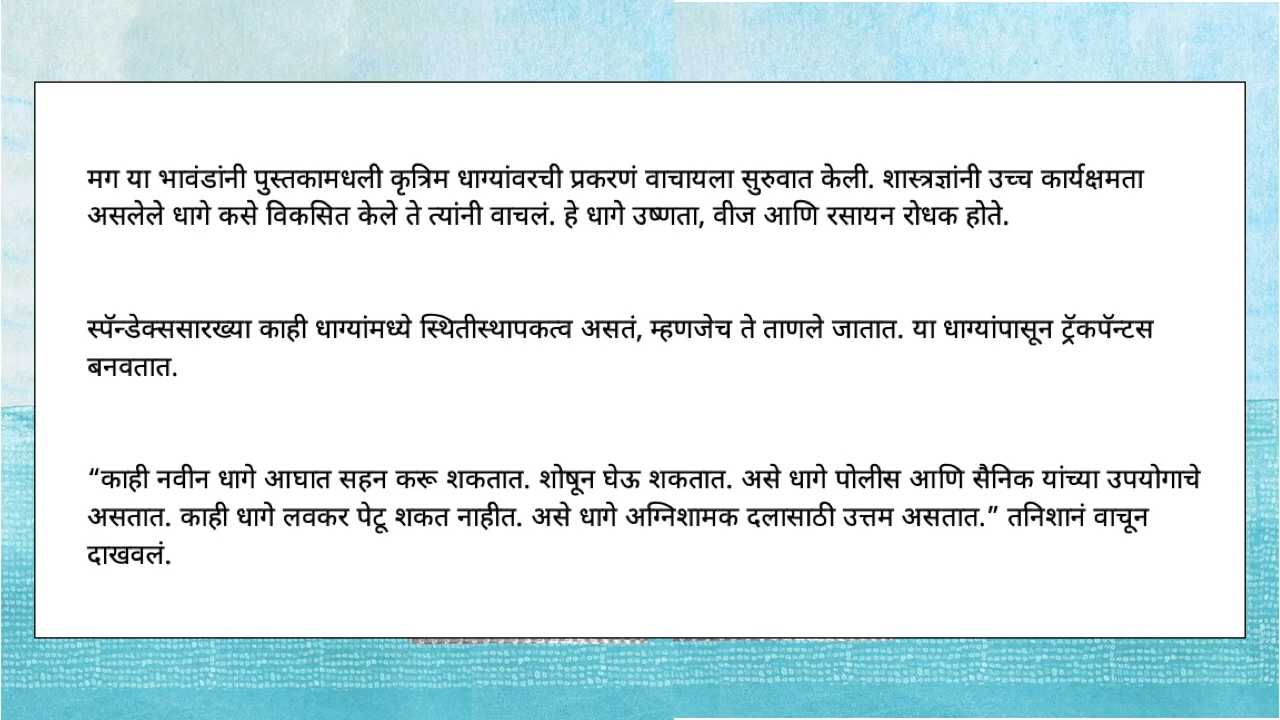 मग या भावंडांनी पुस्तकामधली कृत्रिम धाग्यांवरची प्रकरणं वाचायला सुरुवात केली. शास्त्रज्ञांनी उच्च कार्यक्षमता
असलेले धागे कसे विकसित केले ते त्यांनी वाचलं. हे धागे उष्णता, वीज आणि रसायन रोधक होते.
स्पॅन्डेक्ससारख्या काही धाग्यांमध्ये स्थितीस्थापकत्व असतं, म्हणजेच ते ताणले जातात. या धाग्यांपासून ट्रॅकपॅन्टस
बनवतात.
“काही नवीन धागे आघात सहन करू शकतात. शोषून घेऊ शकतात. असे धागे पोलीस आणि सैनिक यांच्या उपयोगाचे
असतात. काही धागे लवकर पेटू शकत नाहीत. असे धागे अग्निशामक दलासाठी उत्तम असतात.” तनिशानं वाचून
दाखवलं.